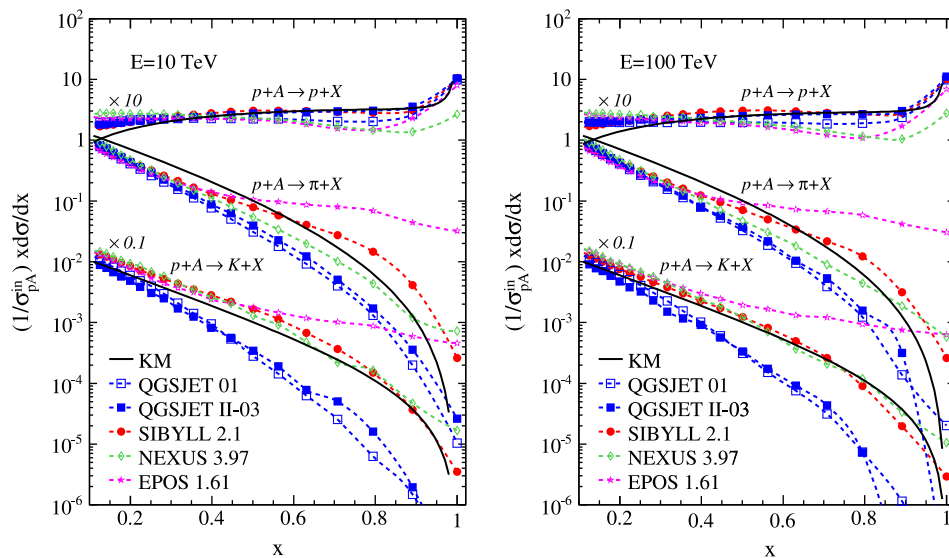 E=10 TeV
p+A→ p+X
× 10
p+A→ π+X
× 0.1
p+A→ K+X
KM
QGSJET 01
QGSJET II-03
SIBYLL 2.1
NEXUS 3.97
EPOS 1.61
(1/σ^in_pA) xdσ/dx
10^2
10
1
10^-1
10^-2
10^-3
10^-4
10^-5
10^-6
0.2 0.4 0.6 0.8 1
x
E=100 TeV
p+A→ p+X
× 10
p+A→ π+X
× 0.1
p+A→ K+X
KM
QGSJET 01
QGSJET II-03
SIBYLL 2.1
NEXUS 3.97
EPOS 1.61
(1/σ^in_pA) xdσ/dx
10^2
10
1
10^-1
10^-2
10^-3
10^-4
10^-5
10^-6
0.2 0.4 0.6 0.8 1
x